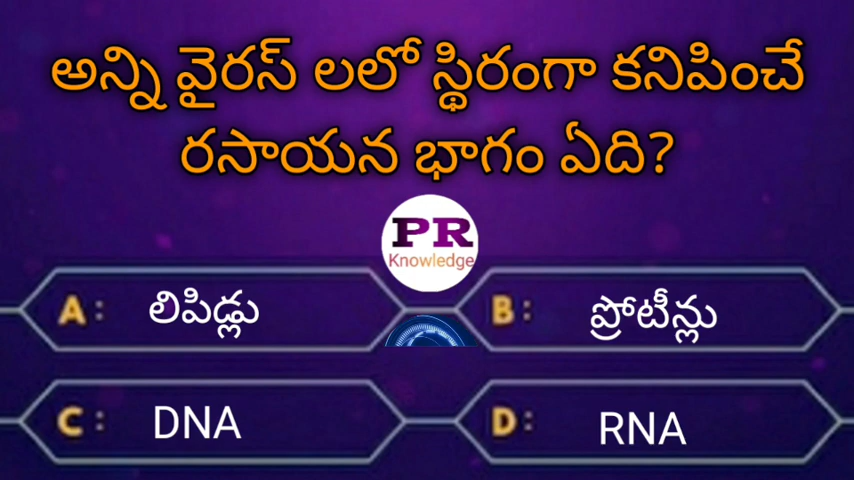 అన్ని వైరస్ లలో స్థిరంగా కనిపించే
రసాయన భాగం ఏది?
PR
Knowledge
A: లిపిడ్లు
B: ప్రోటీన్లు
C: DNA
D: RNA